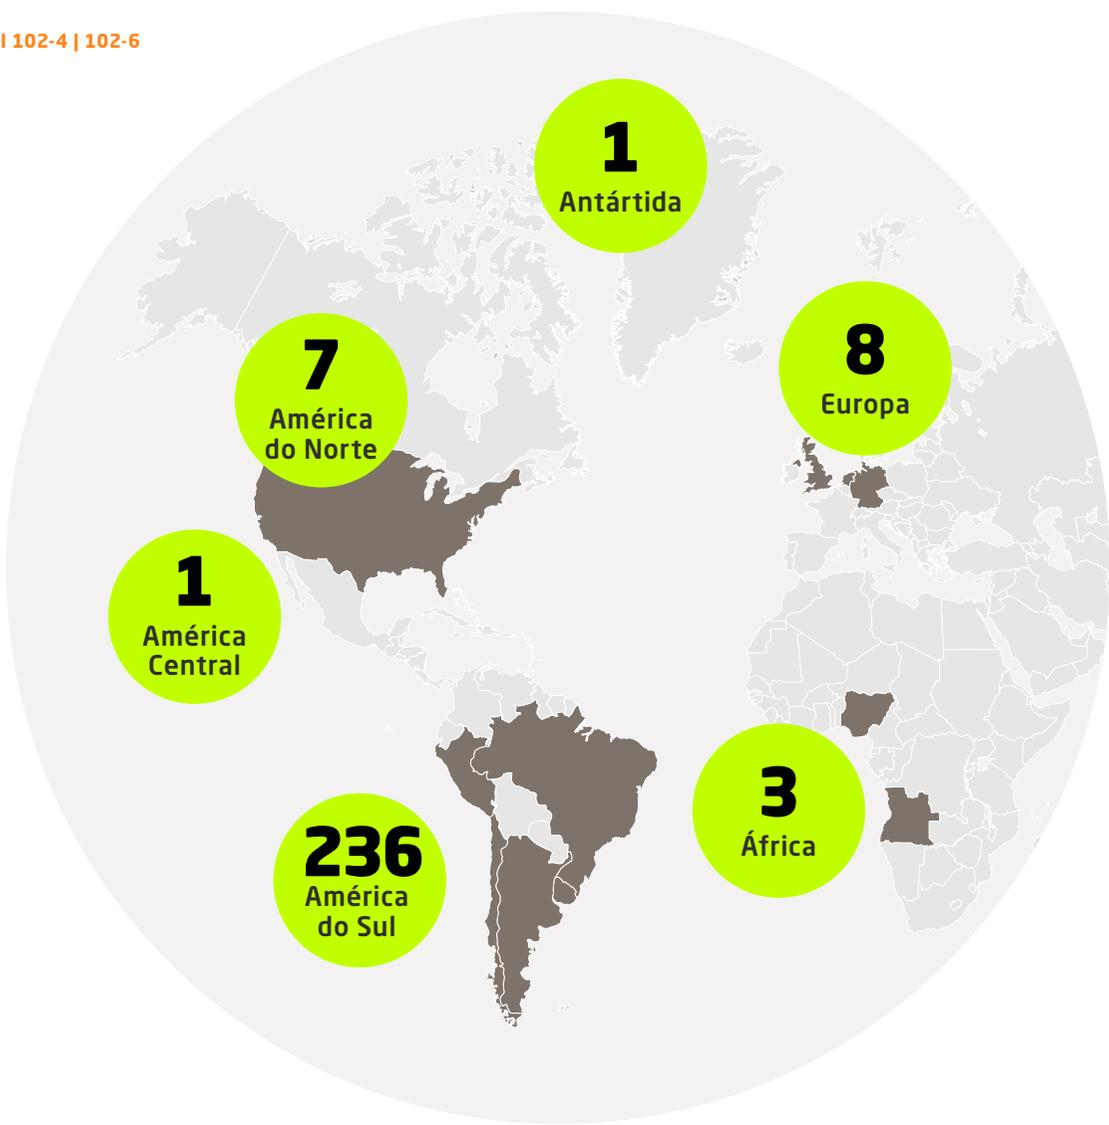 I 102-4 | 102-6
1
Antártida
8
Europa
7
América
do Norte
1
América
Central
3
África
236
América
do Sul